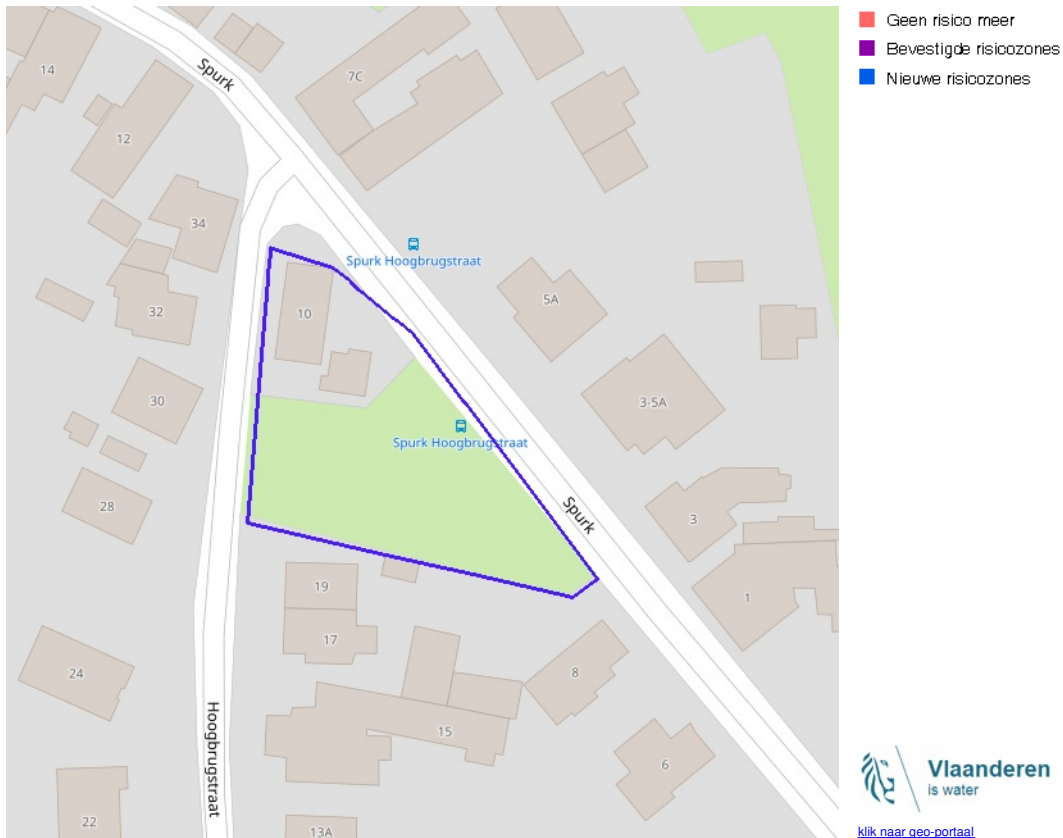 Geen risico meer
Bevestigde risicozones
Nieuwe risicozones
Spurk
14
7C
12
34
Spurk Hoogbrugstraat
5A
10
32
30
3-5A
Spurk Hoogbrugstraat
28
Spurk
3
19
1
17
8
24
15
Hoogbrugstraat
6
22
13A
Vlaanderen
is water
klik naar geo-portaal